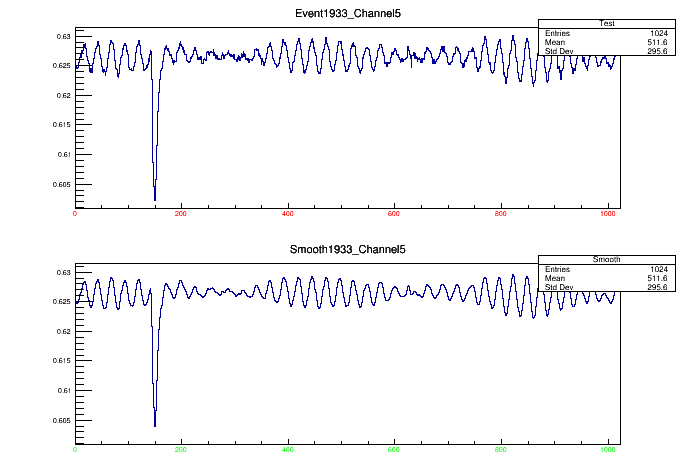 Event1933_Channel5
Test
Entries 1024
Mean 511.6
Std Dev 295.6
0.63
0.625
0.62
0.615
0.61
0.605
0 200 400 600 800 1000
Smooth1933_Channel5
Smooth
Entries 1024
Mean 511.6
Std Dev 295.6
0.63
0.625
0.62
0.615
0.61
0.605
0 200 400 600 800 1000